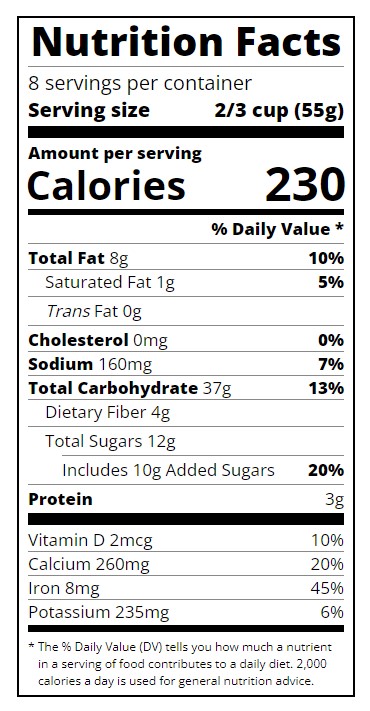 Nutrition Facts
8 servings per container
Serving size 2/3 cup (55g)
Amount per serving
Calories 230
% Daily Value *
Total Fat 8g 10%
Saturated Fat 1g 5%
Trans Fat 0g
Cholesterol 0mg 0%
Sodium 160mg 7%
Total Carbohydrate 37g 13%
Dietary Fiber 4g
Total Sugars 12g
Includes 10g Added Sugars 20%
Protein 3g
Vitamin D 2mcg 10%
Calcium 260mg 20%
Iron 8mg 45%
Potassium 235mg 6%
* The % Daily Value (DV) tells you how much a nutrient
in a serving of food contributes to a daily diet. 2,000
calories a day is used for general nutrition advice.